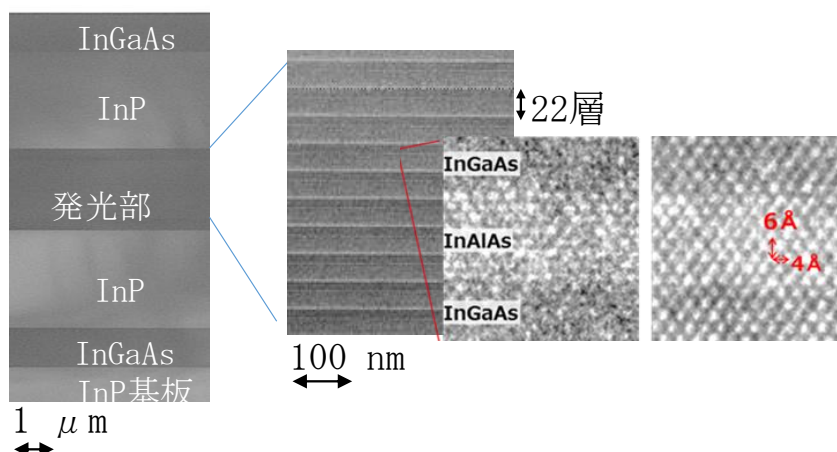 InGaAs
InP
発光部
InP
InGaAs
InP基板
1 μm
22層
100 nm
InGaAs
InAlAs
InGaAs
6Å
4Å